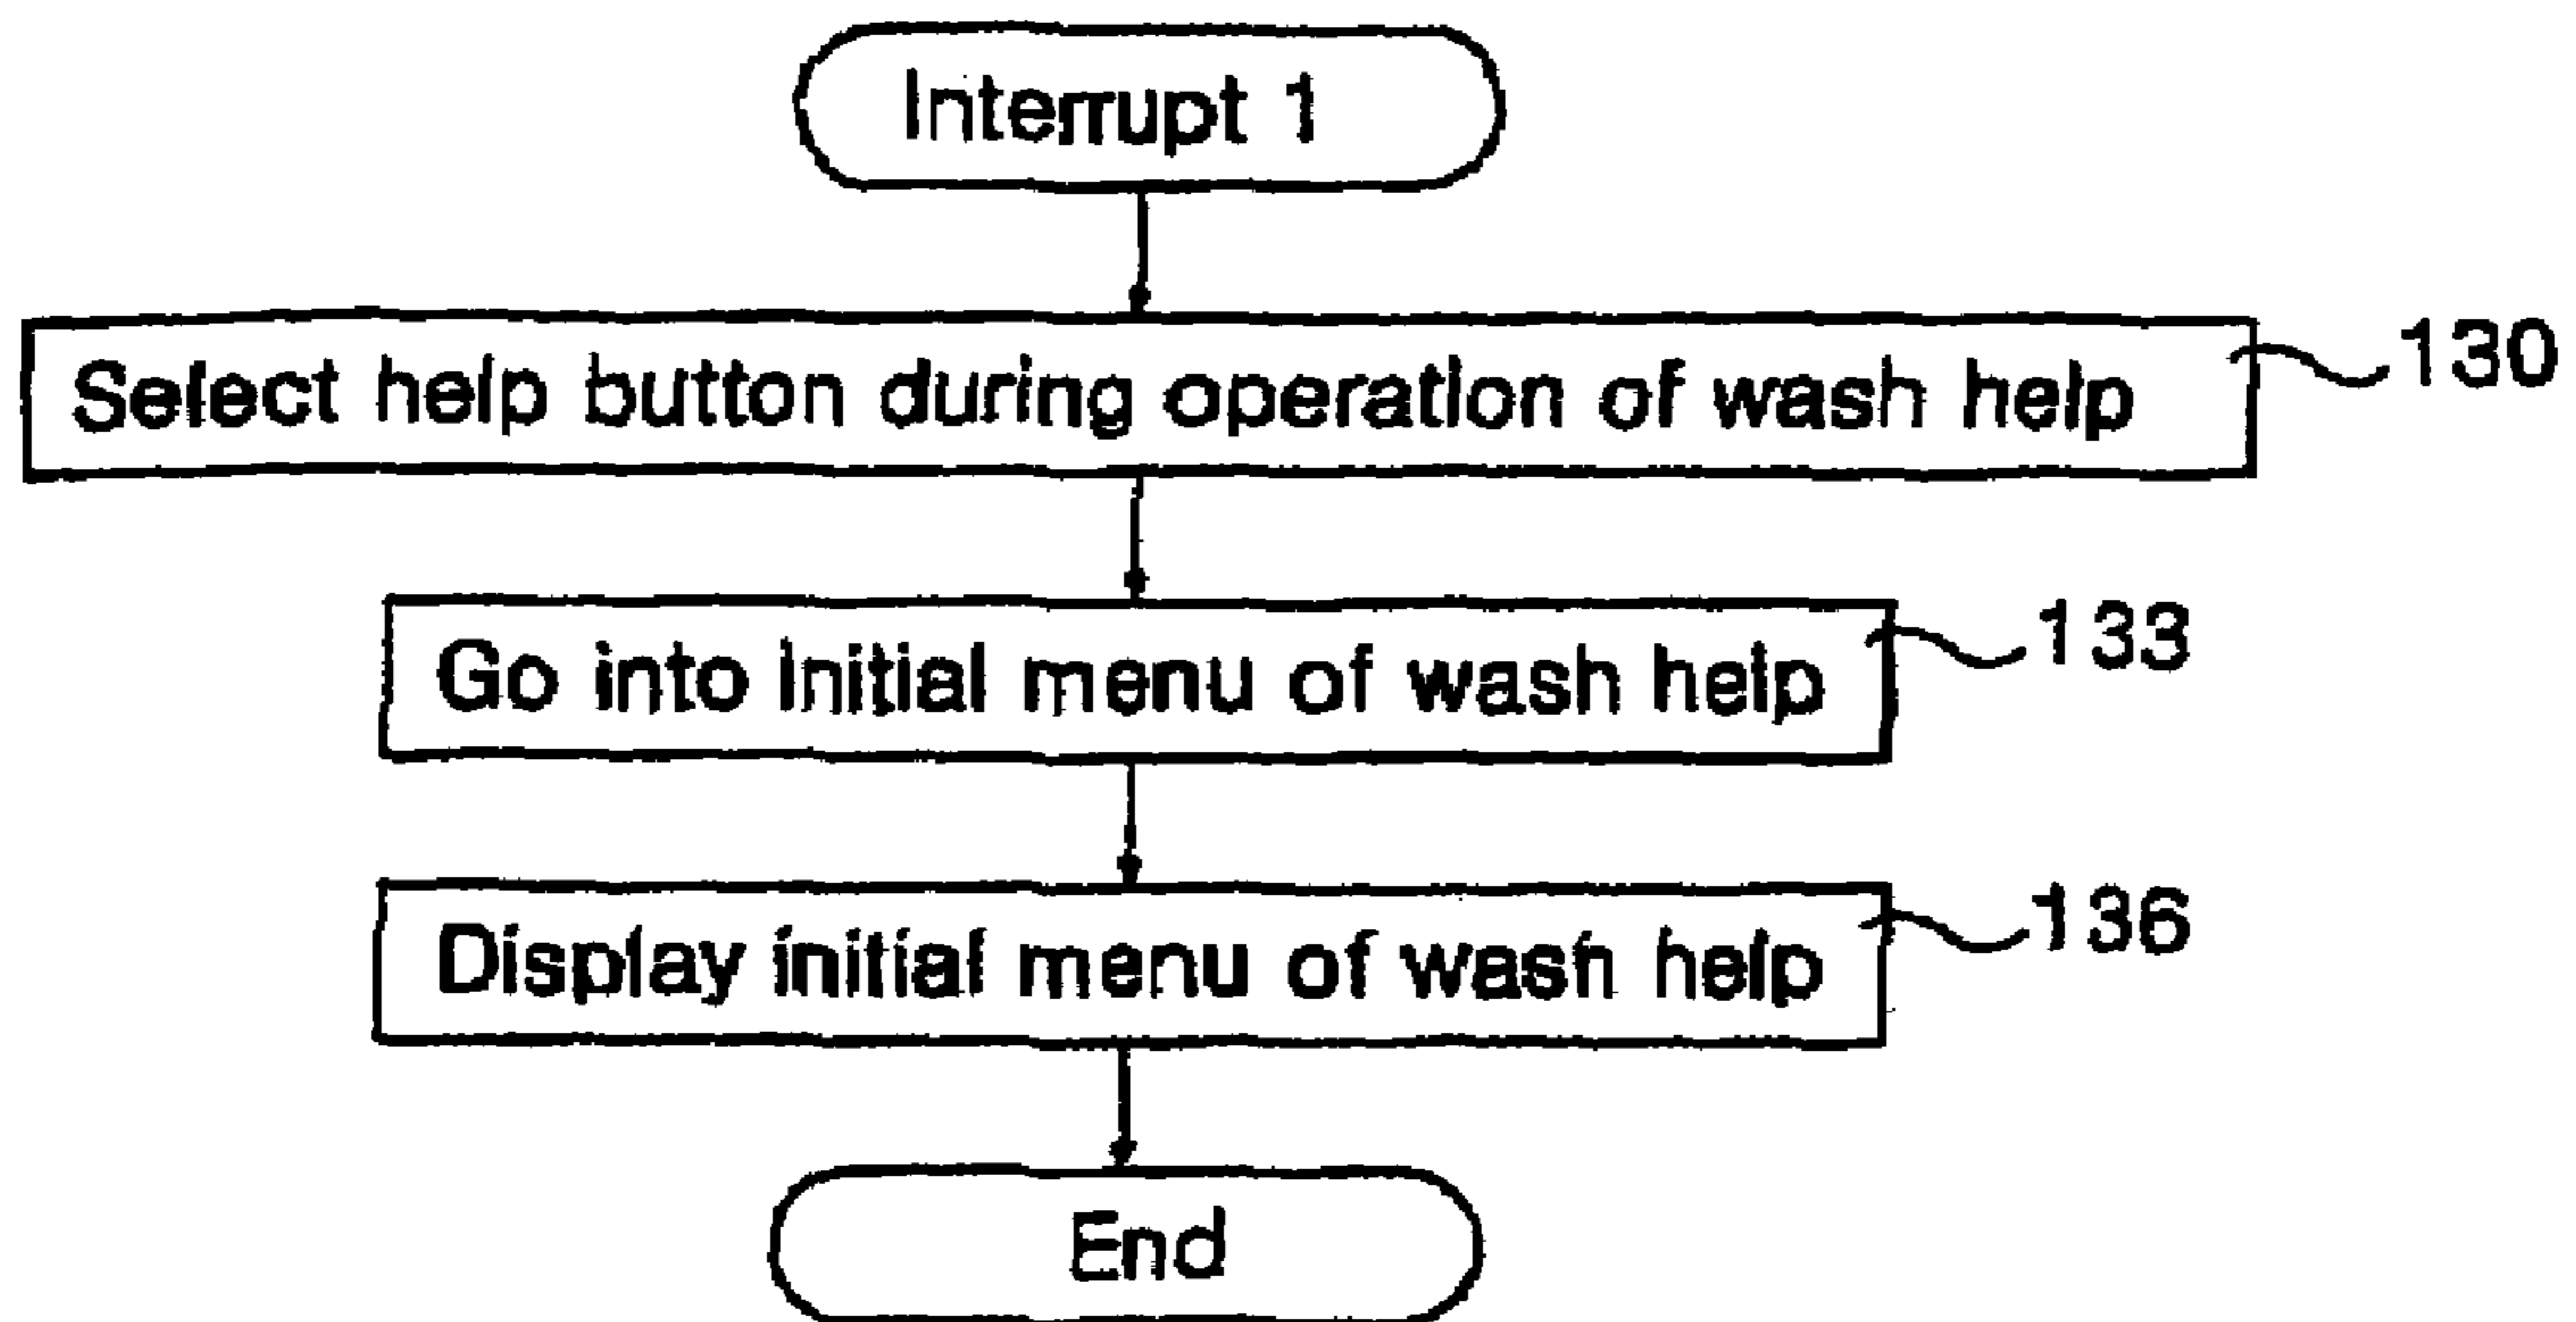 Interrupt 1
Select help button during operation of wash help
130
Go into initial menu of wash help
133
Display initial menu of wash help
136
End